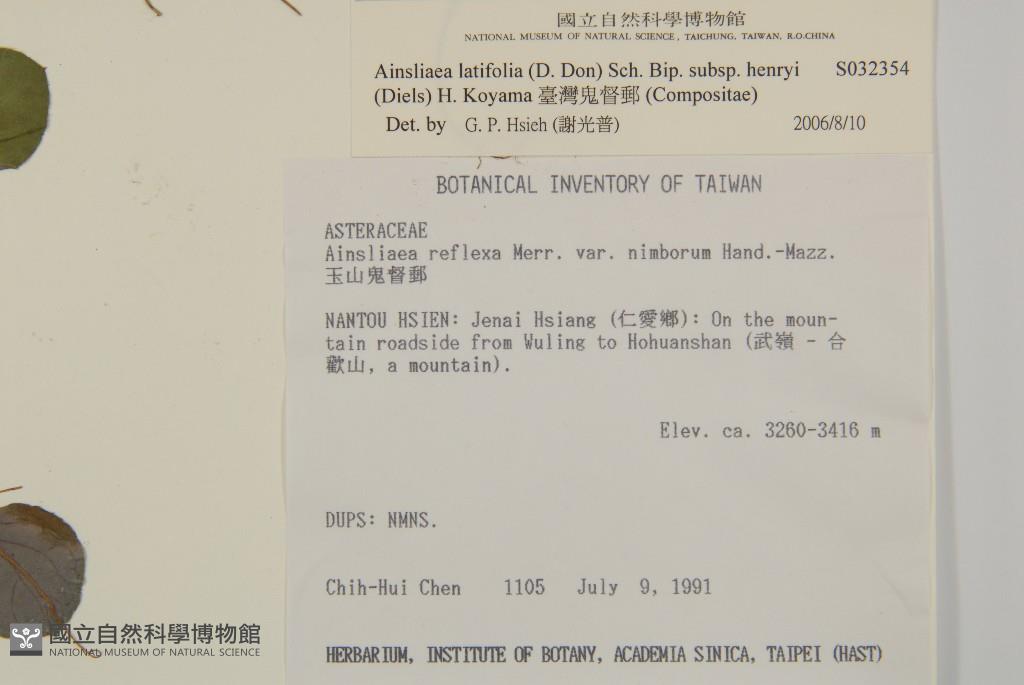 國立自然科學博物館
NATIONAL MUSEUM OF NATURAL SCIENCE, TAICHUNG, TAIWAN, R.O.CHINA
Ainsliaea latifolia (D. Don) Sch. Bip. subsp. henryi S032354
(Diels) H. Koyama 臺灣鬼督郵 (Compositae)
Det. by G. P. Hsieh (謝光普) 2006/8/10
BOTANICAL INVENTORY OF TAIWAN
ASTERACEAE
Ainsliaea reflexa Merr. var. nimborum Hand.-Mazz.
玉山鬼督郵
NANTOU HSIEN: Jenai Hsiang (仁愛鄉): On the moun-
tain roadside from Wuling to Hohuanshan (武嶺 - 合
歡山, a mountain).
Elev. ca. 3260-3416 m
DUPS: NMNS.
Chih-Hui Chen 1105 July 9, 1991
HERBARIUM, INSTITUTE OF BOTANY, ACADEMIA SINICA, TAIPEI (HAST)
國立自然科學博物館
NATIONAL MUSEUM OF NATURAL SCIENCE